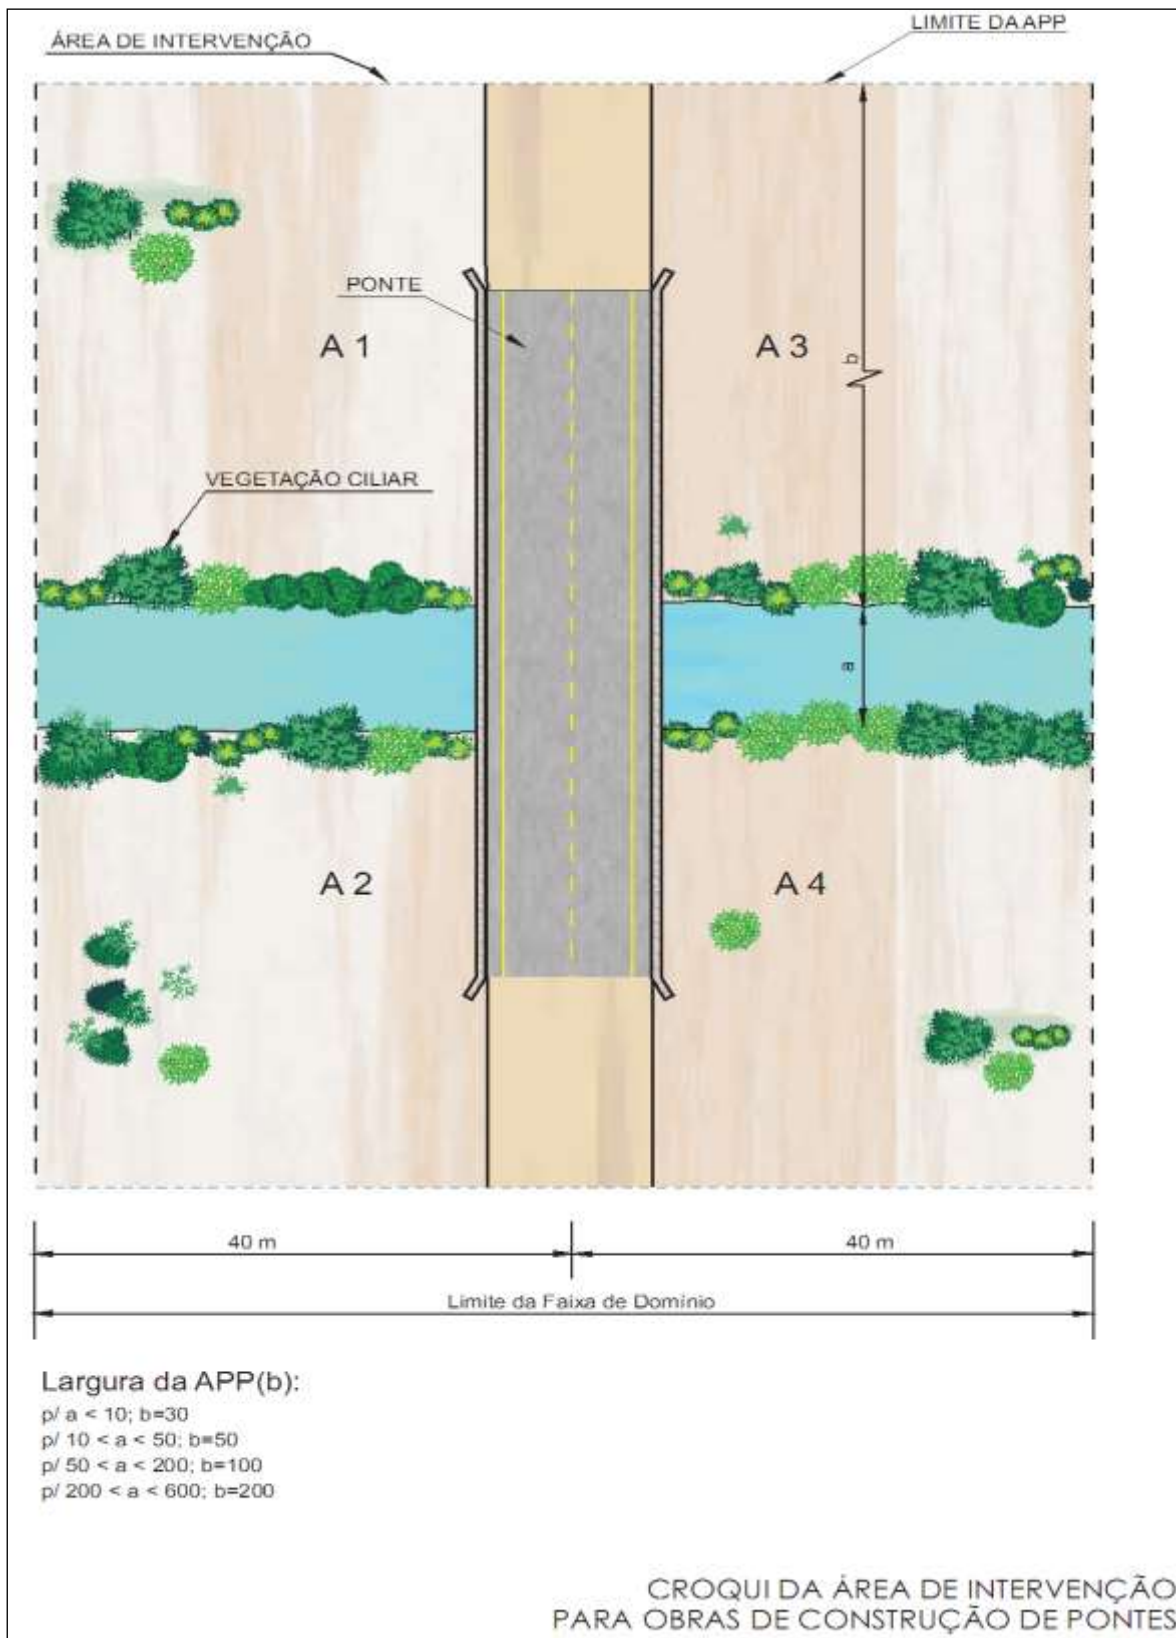 ÁREA DE INTERVENÇÃO
LIMITE DA APP
PONTE
A 1
A 3
b
VEGETAÇÃO CILIAR
a
A 2
A 4
40 m
40 m
Limite da Faixa de Domínio
Largura da APP(b):
p/ a < 10; b=30
p/ 10 < a < 50; b=50
p/ 50 < a < 200; b=100
p/ 200 < a < 600; b=200
CROQUI DA ÁREA DE INTERVENÇÃO
PARA OBRAS DE CONSTRUÇÃO DE PONTES